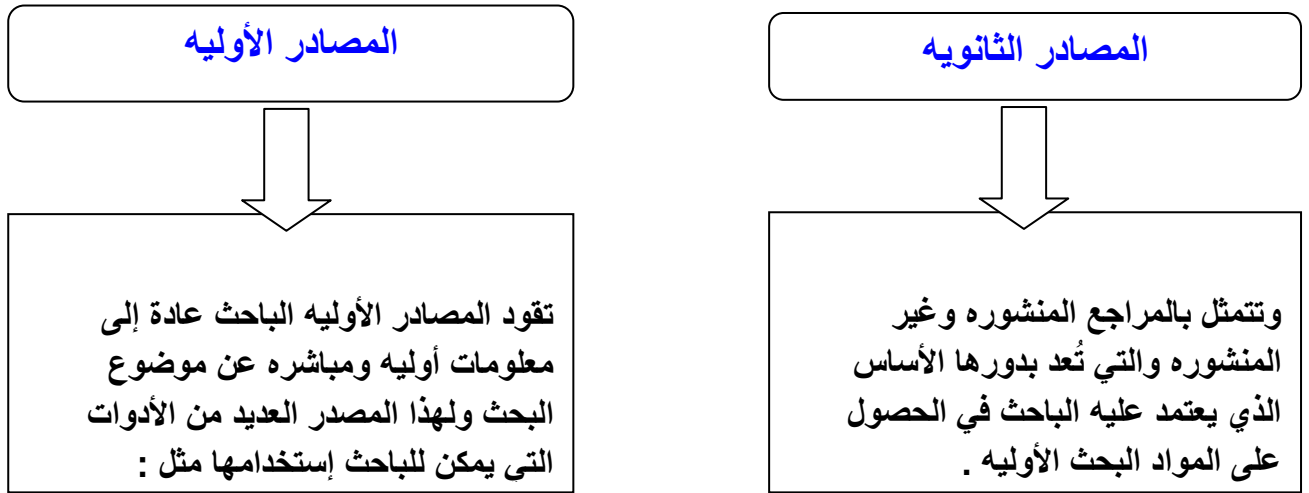 المصادر الثانويه
وتتمثل بالمراجع المنشوره وغير
المنشوره والتي تُعد بدورها الأساس
الذي يعتمد عليه الباحث في الحصول
على المواد البحث الأوليه .
المصادر الأوليه
تقود المصادر الأوليه الباحث عادة إلى
معلومات أوليه ومباشره عن موضوع
البحث ولهذا المصدر العديد من الأدوات
التي يمكن للباحث إستخدامها مثل :